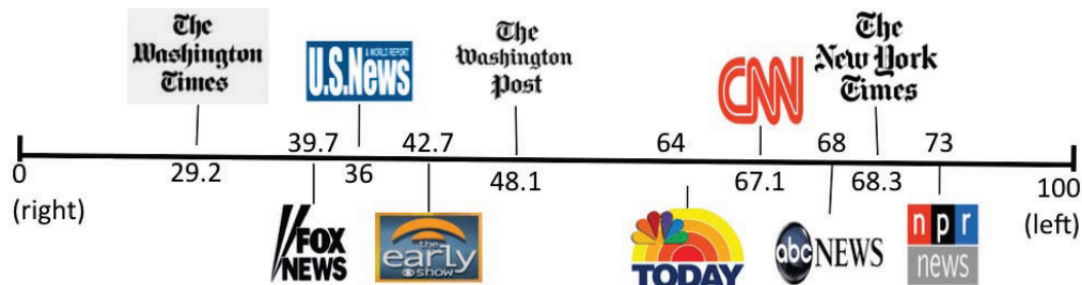 The
Washington
Times
U.S.News
& WORLD REPORT
The
Washington
Post
CNN
The
New York
Times
39.7
42.7
64
68
73
0
29.2
36
48.1
67.1
68.3
100
(right)
(left)
FOX
NEWS
the
early
show
TODAY
abc NEWS
npr
news